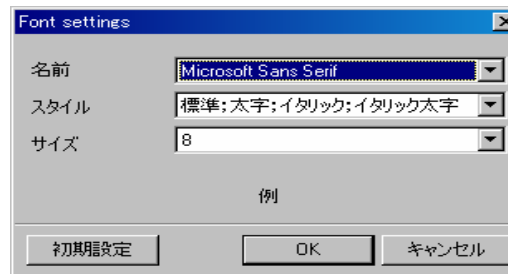 Font settings
名前
Microsoft Sans Serif
スタイル
標準;太字;イタリック;イタリック太字
サイズ
8
例
初期設定
OK
キャンセル